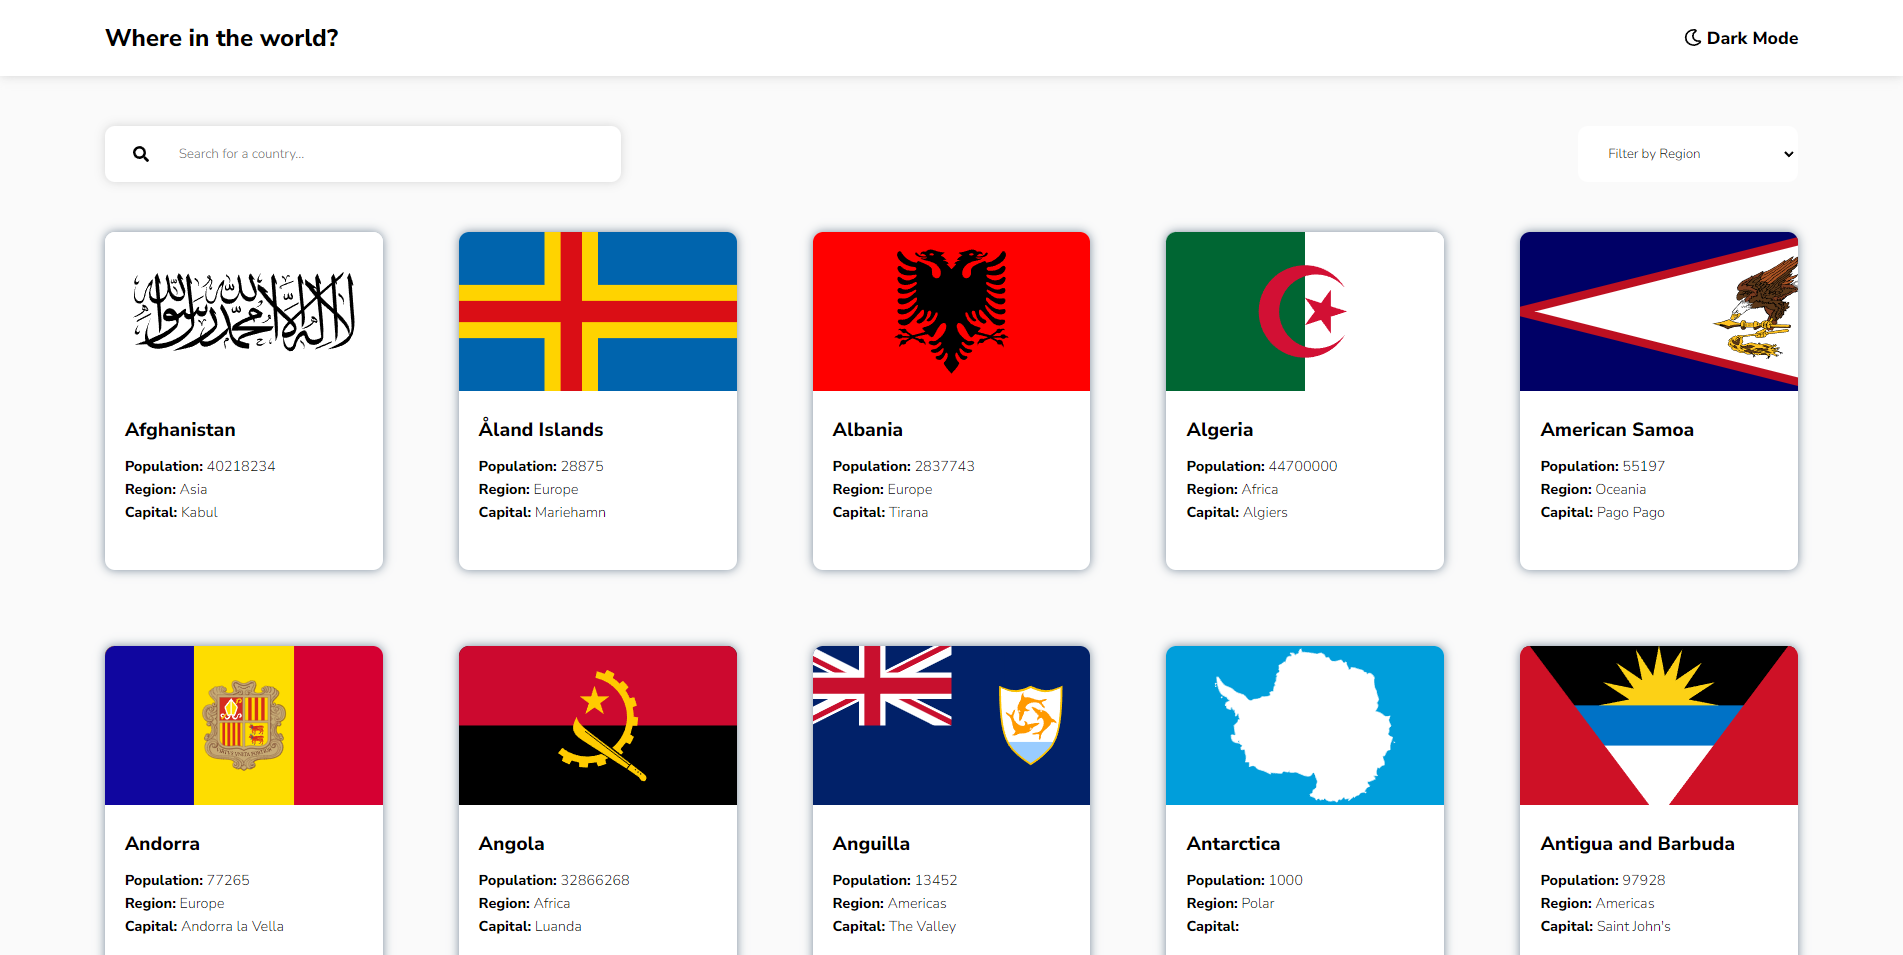 Where in the world?
Dark Mode
Search for a country...
Filter by Region
لا إله إلا الله محمد رسول الله
Afghanistan
Population: 40218234
Region: Asia
Capital: Kabul
Åland Islands
Population: 28875
Region: Europe
Capital: Mariehamn
Albania
Population: 2837743
Region: Europe
Capital: Tirana
Algeria
Population: 44700000
Region: Africa
Capital: Algiers
American Samoa
Population: 55197
Region: Oceania
Capital: Pago Pago
Andorra
Population: 77265
Region: Europe
Capital: Andorra la Vella
Angola
Population: 32866268
Region: Africa
Capital: Luanda
Anguilla
Population: 13452
Region: Americas
Capital: The Valley
Antarctica
Population: 1000
Region: Polar
Capital:
Antigua and Barbuda
Population: 97928
Region: Americas
Capital: Saint John's